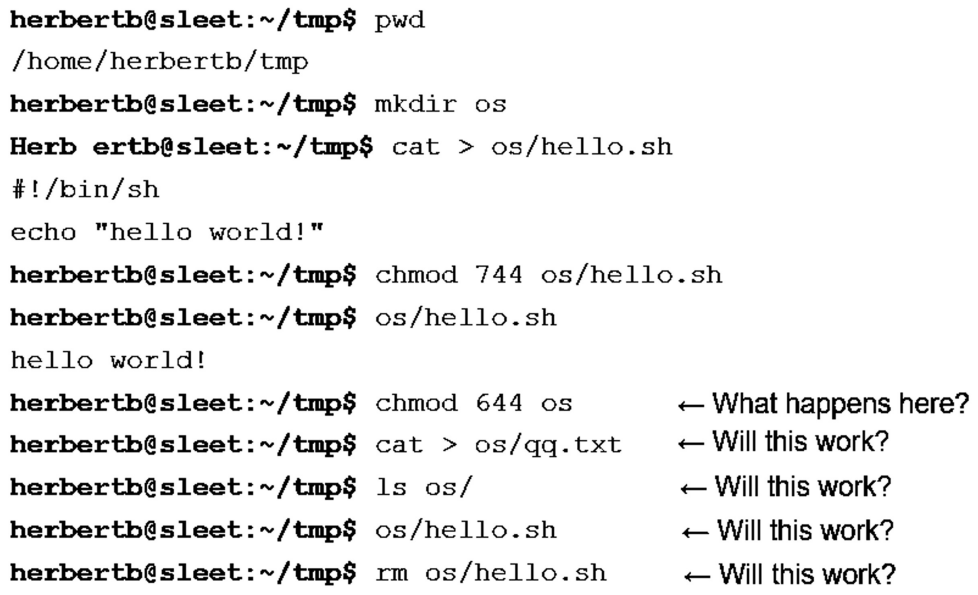 herbertb@sleet:~/tmp$ pwd
/home/herbertb/tmp
herbertb@sleet:~/tmp$ mkdir os
Herb ertb@sleet:~/tmp$ cat > os/hello.sh
#!/bin/sh
echo "hello world!"
herbertb@sleet:~/tmp$ chmod 744 os/hello.sh
herbertb@sleet:~/tmp$ os/hello.sh
hello world!
herbertb@sleet:~/tmp$ chmod 644 os ← What happens here?
herbertb@sleet:~/tmp$ cat > os/qq.txt ← Will this work?
herbertb@sleet:~/tmp$ ls os/ ← Will this work?
herbertb@sleet:~/tmp$ os/hello.sh ← Will this work?
herbertb@sleet:~/tmp$ rm os/hello.sh ← Will this work?